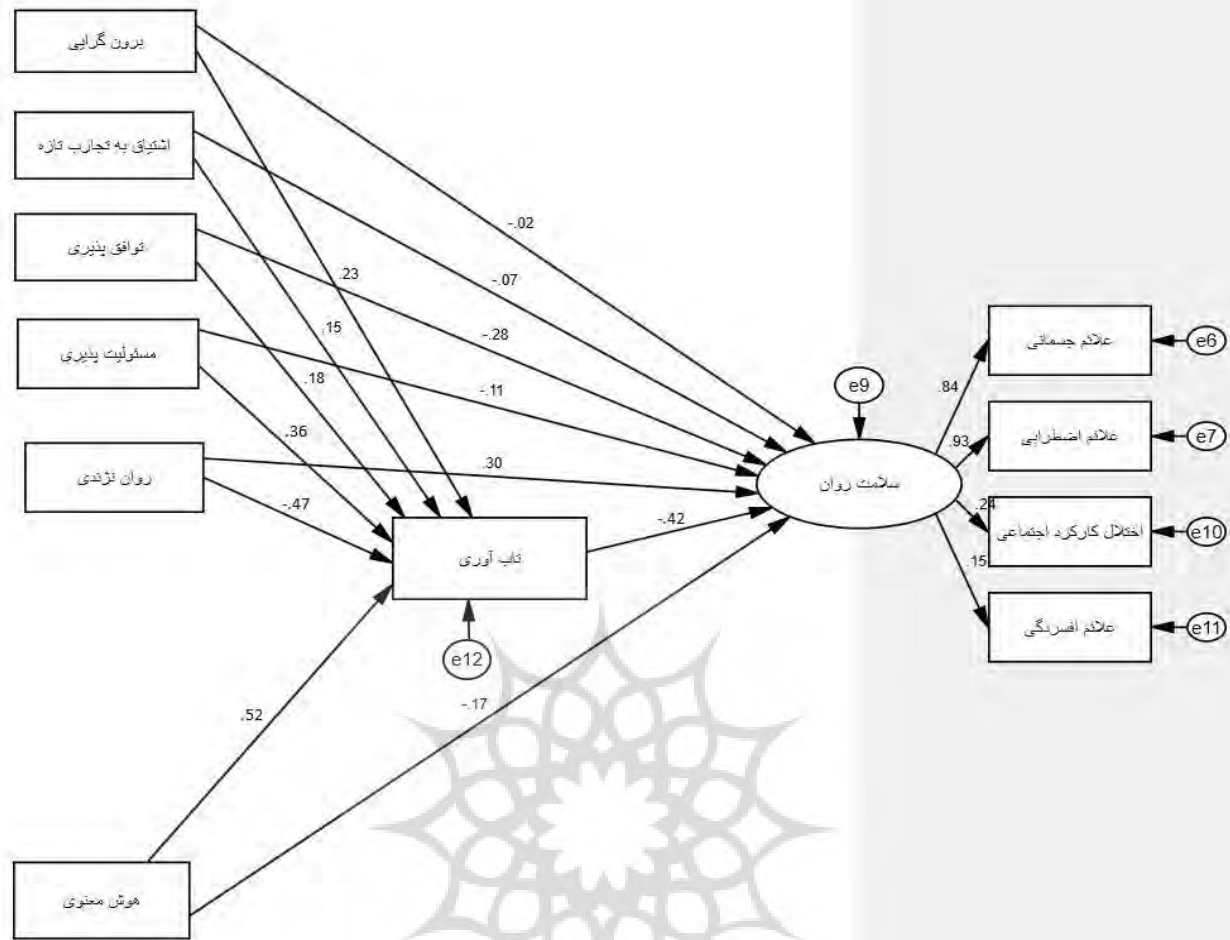 برون گرایی
اشتیاق به تجارب تازه
توافق پذیری
مسئولیت پذیری
روان نژندی
هوش معنوی
-.02
.23
-.07
.15
-.28
.18
-.11
.36
.30
-.47
-.42
.52
-.17
تاب آوری
e12
e9
سلامت روان
.84
.93
.24
.15
علائم جسمانی
e6
علائم اضطرابی
e7
اختلال کارکرد اجتماعی
e10
علائم افسردگی
e11